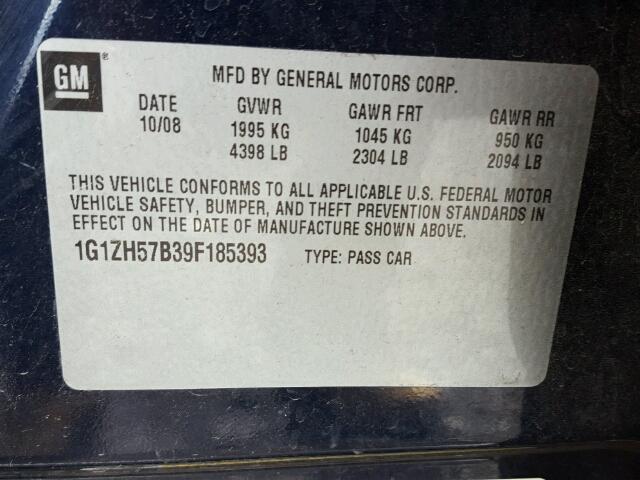 GM® MFD BY GENERAL MOTORS CORP.
DATE GVWR GAWR FRT GAWR RR
10/08 1995 KG 1045 KG 950 KG
4398 LB 2304 LB 2094 LB
THIS VEHICLE CONFORMS TO ALL APPLICABLE U.S. FEDERAL MOTOR
VEHICLE SAFETY, BUMPER, AND THEFT PREVENTION STANDARDS IN
EFFECT ON THE DATE OF MANUFACTURE SHOWN ABOVE.
1G1ZH57B39F185393 TYPE: PASS CAR